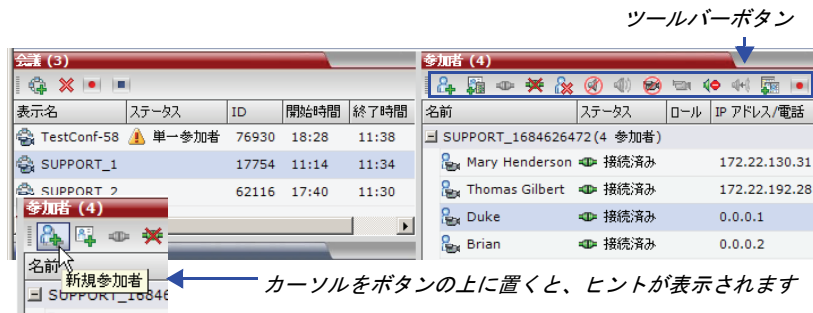 ツールバーボタン
会議 (3)
表示名 ステータス ID 開始時間 終了時間
TestConf-58 単一参加者 76930 18:28 11:38
SUPPORT_1 17754 11:14 11:34
SUPPORT_2 62116 17:40 11:30
参加者 (4)
名前 ステータス ロール IP アドレス/電話
SUPPORT_1684626472(4 参加者)
Mary Henderson 接続済み 172.22.130.31
Thomas Gilbert 接続済み 172.22.192.28
Duke 接続済み 0.0.0.1
Brian 接続済み 0.0.0.2
参加者 (4)
名前
新規参加者
SUPPORT_16846
カーソルをボタンの上に置くと、ヒントが表示されます